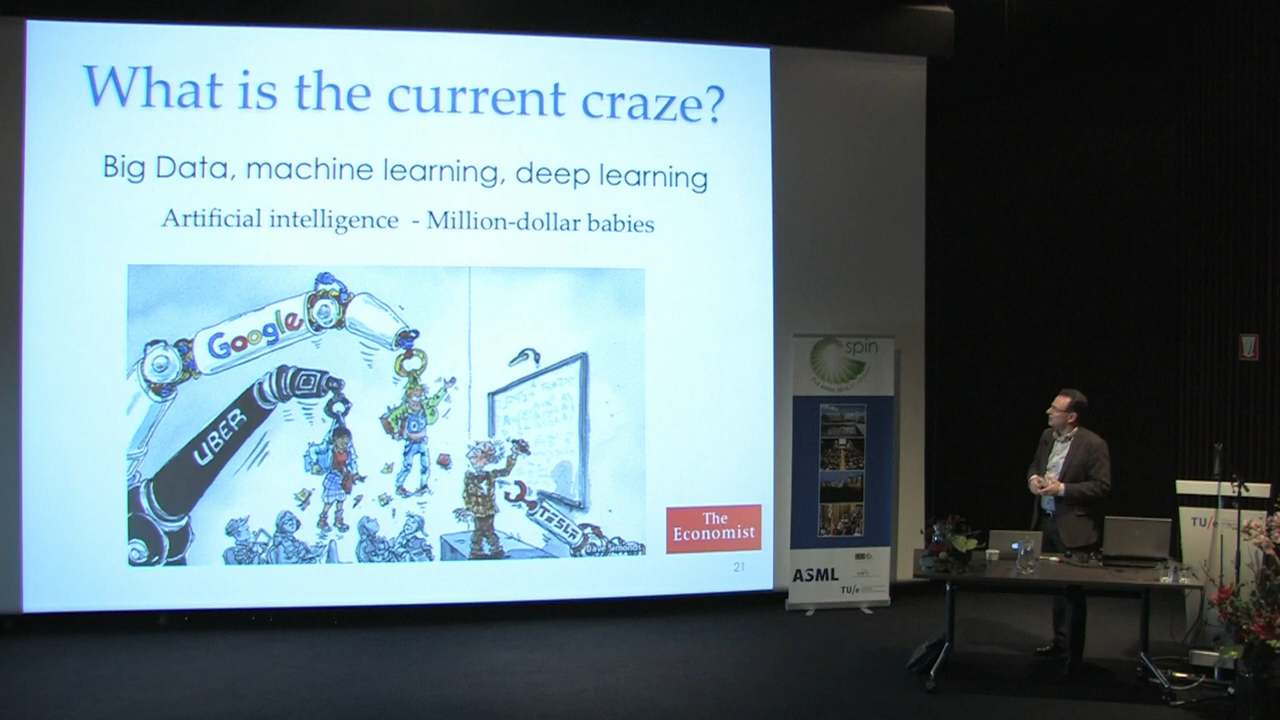 What is the current craze?
Big Data, machine learning, deep learning
Artificial intelligence - Million-dollar babies
Google
UBER
TESLA
The
Economist
21
spin
ASML
TU/e
TU/e